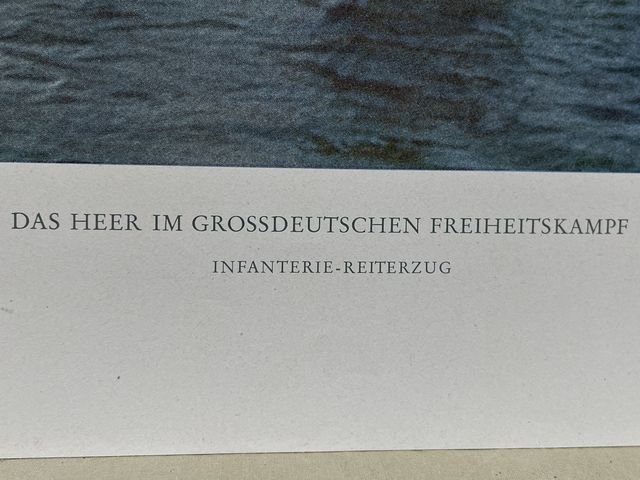 DAS HEER IM GROSSDEUTSCHEN FREIHEITSKAMPF
INFANTERIE-REITERZUG